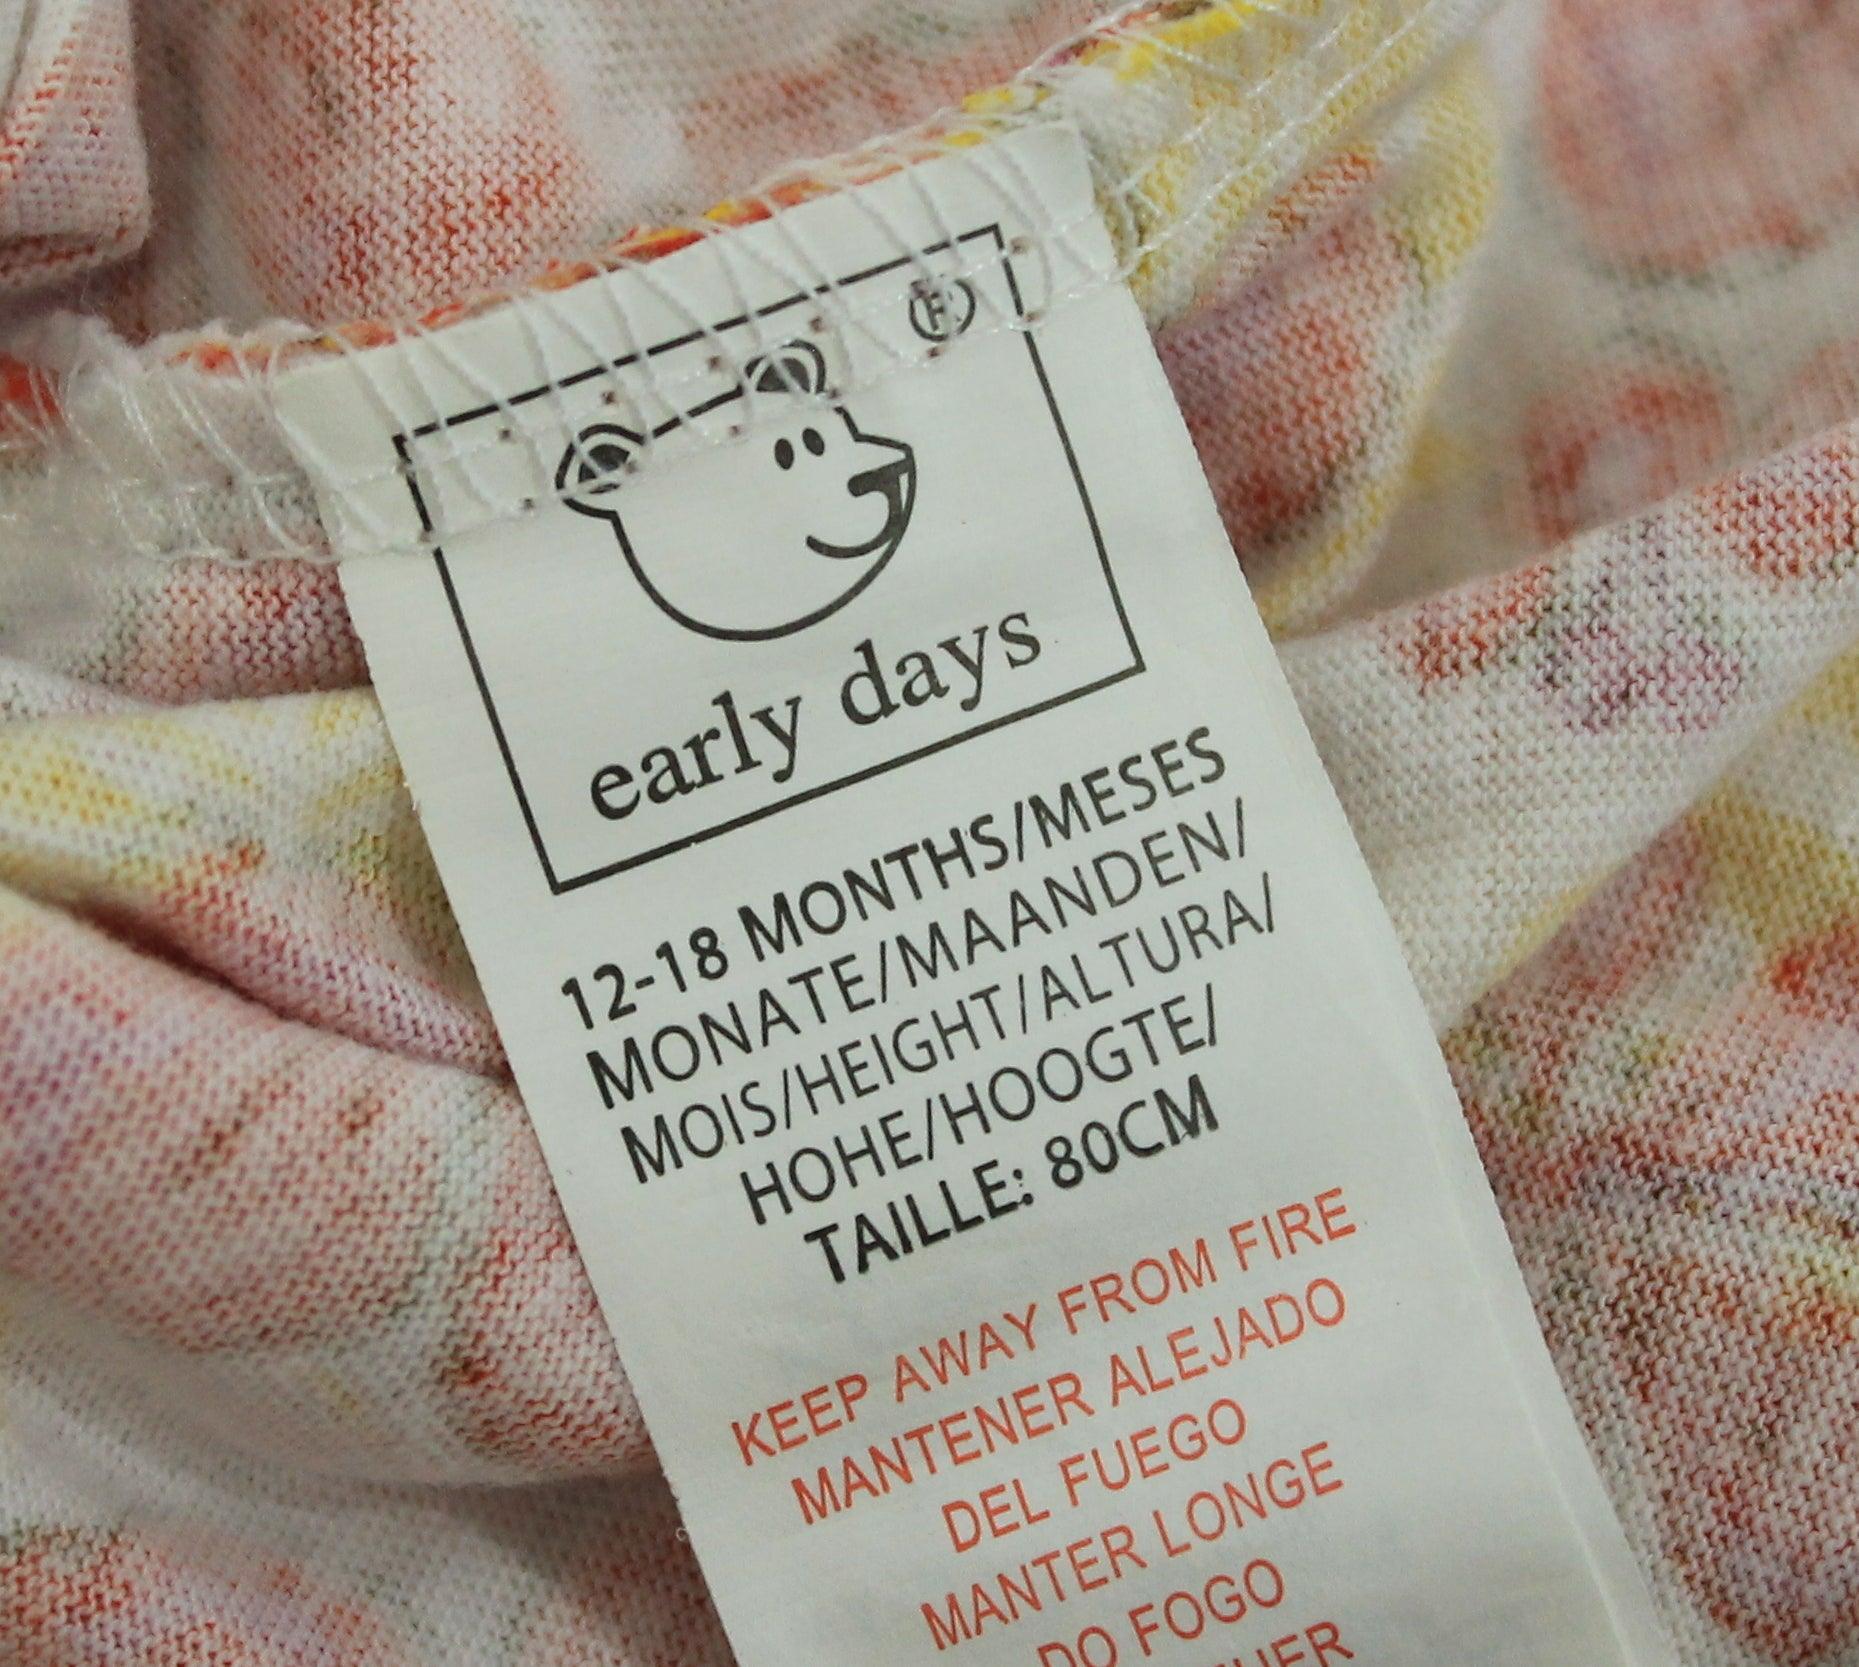 ®
early days
12-18 MONTHS/MESES
MONATE/MAANDEN/
MOIS/HEIGHT/ALTURA/
HOHE/HOOGTE/
TAILLE: 80CM
KEEP AWAY FROM FIRE
MANTENER ALEJADO
DEL FUEGO
MANTER LONGE
DO FOGO